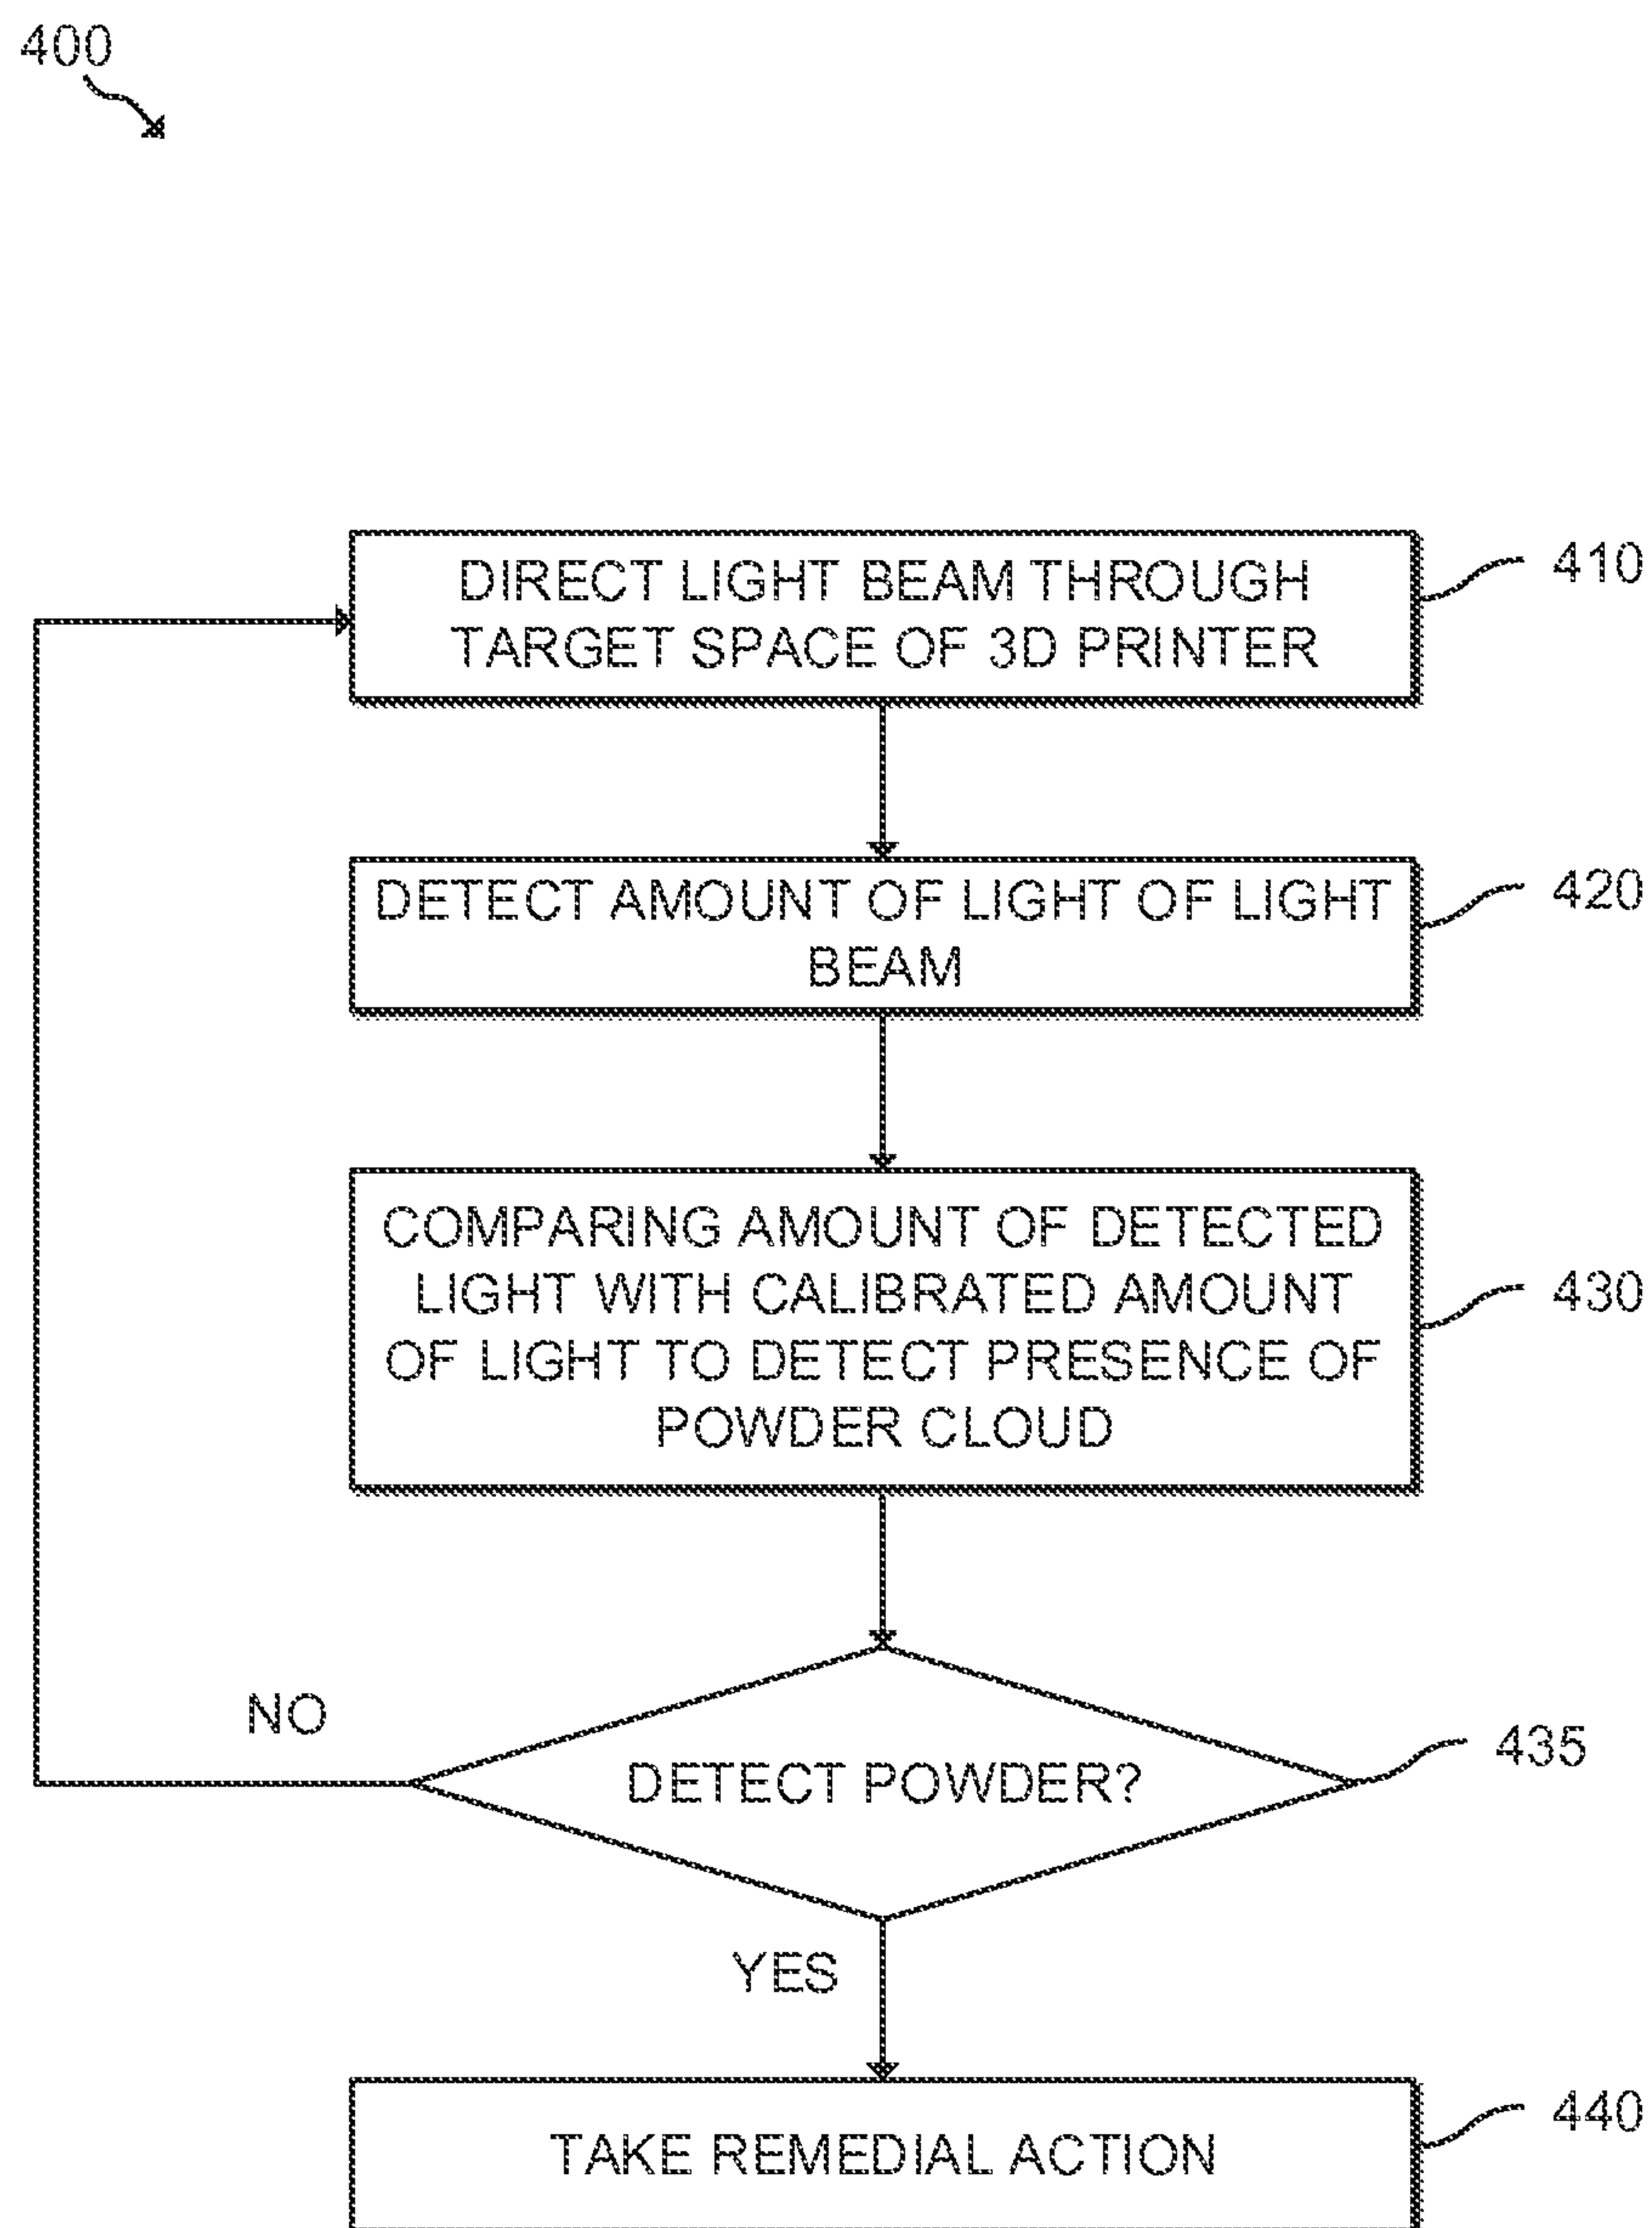 400
DIRECT LIGHT BEAM THROUGH
TARGET SPACE OF 3D PRINTER
410
DETECT AMOUNT OF LIGHT OF LIGHT
BEAM
420
COMPARING AMOUNT OF DETECTED
LIGHT WITH CALIBRATED AMOUNT
OF LIGHT TO DETECT PRESENCE OF
POWDER CLOUD
430
NO
DETECT POWDER?
435
YES
TAKE REMEDIAL ACTION
440